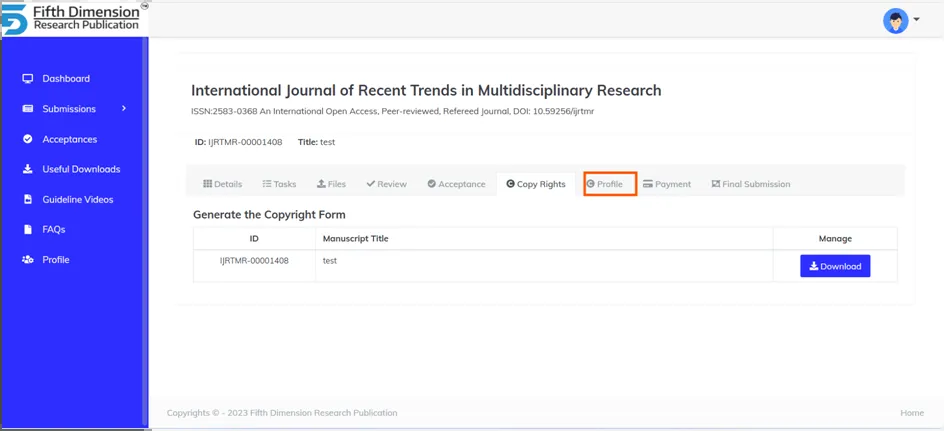 Fifth Dimension
Research Publication
TM
Dashboard
Submissions
Acceptances
Useful Downloads
Guideline Videos
FAQs
Profile
International Journal of Recent Trends in Multidisciplinary Research
ISSN:2583-0368 An International Open Access, Peer-reviewed, Refereed Journal, DOI: 10.59256/ijrtmr
ID: IJRTMR-00001408 Title: test
Details Tasks Files Review Acceptance Copy Rights Profile Payment Final Submission
Generate the Copyright Form
ID Manuscript Title Manage
IJRTMR-00001408 test Download
Copyrights © - 2023 Fifth Dimension Research Publication Home